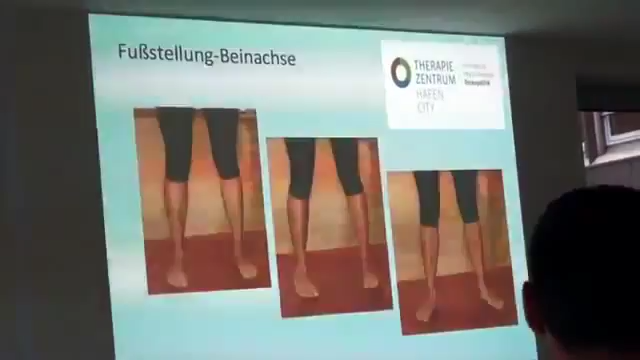 Fußstellung-Beinachse
THERAPIE
ZENTRUM
HAFEN
CITY